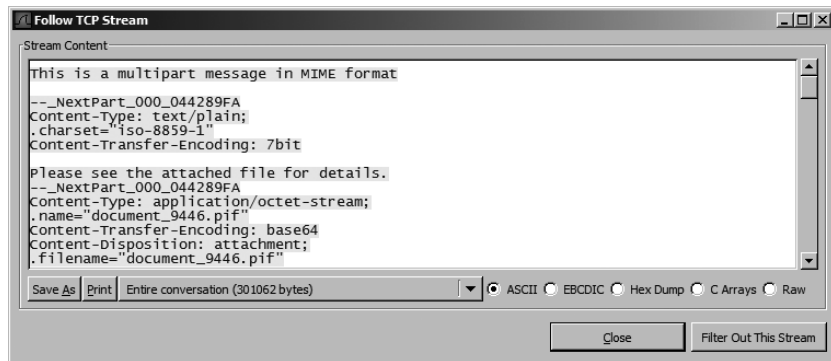 Follow TCP Stream
Stream Content
This is a multipart message in MIME format
--_NextPart_000_044289FA
Content-Type: text/plain;
.charset="iso-8859-1"
Content-Transfer-Encoding: 7bit
Please see the attached file for details.
--_NextPart_000_044289FA
Content-Type: application/octet-stream;
.name="document_9446.pif"
Content-Transfer-Encoding: base64
Content-Disposition: attachment;
.filename="document_9446.pif"
Save As Print Entire conversation (301062 bytes) ASCII EBCDIC Hex Dump C Arrays Raw
Close Filter Out This Stream